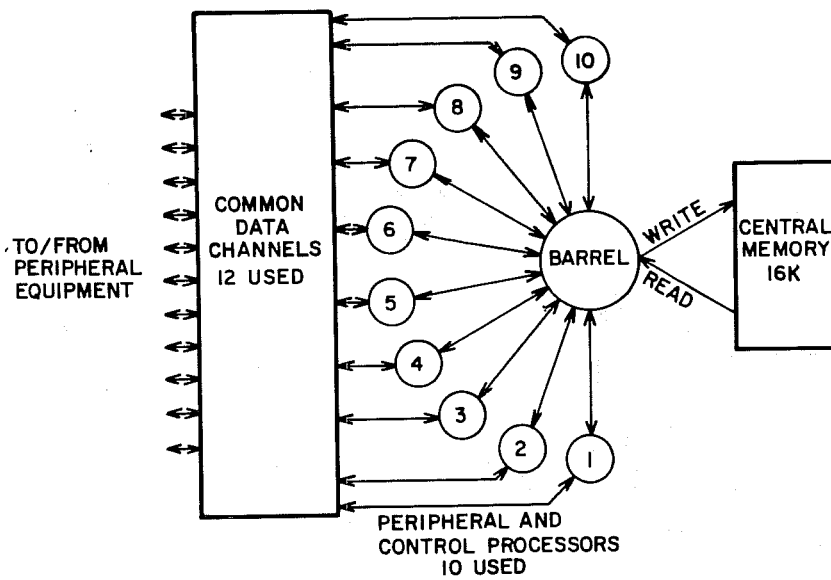 10
9
8
7
6
5
4
3
2
1
COMMON
DATA
CHANNELS
12 USED
TO/FROM
PERIPHERAL
EQUIPMENT
BARREL
WRITE
READ
CENTRAL
MEMORY
16K
PERIPHERAL AND
CONTROL PROCESSORS
10 USED